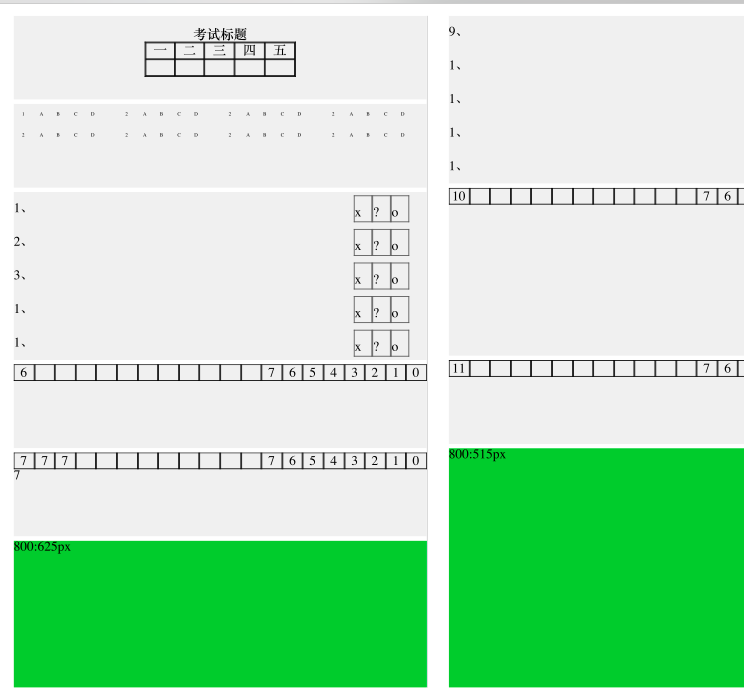 考试标题
一 二 三 四 五
1 A B C D 2 A B C D 2 A B C D 2 A B C D
2 A B C D 2 A B C D 2 A B C D 2 A B C D
1、 x ? o
2、 x ? o
3、 x ? o
1、 x ? o
1、 x ? o
6 7 6 5 4 3 2 1 0
7 7 7 7 6 5 4 3 2 1 0
7
800:625px
9、
1、
1、
1、
1、
10 7 6
11 7 6
800:515px